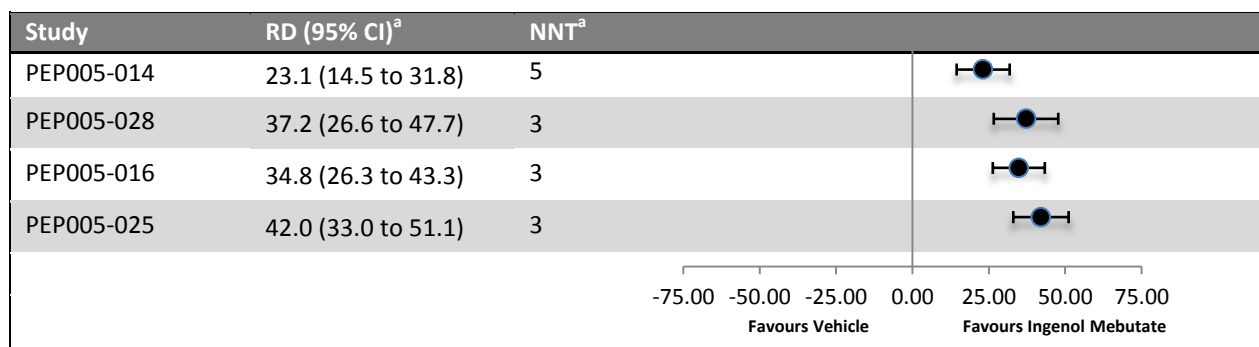 Study RD (95% CI)a NNTa
PEP005-014 23.1 (14.5 to 31.8) 5
PEP005-028 37.2 (26.6 to 47.7) 3
PEP005-016 34.8 (26.3 to 43.3) 3
PEP005-025 42.0 (33.0 to 51.1) 3
-75.00 -50.00 -25.00 0.00 25.00 50.00 75.00
Favours Vehicle Favours Ingenol Mebutate